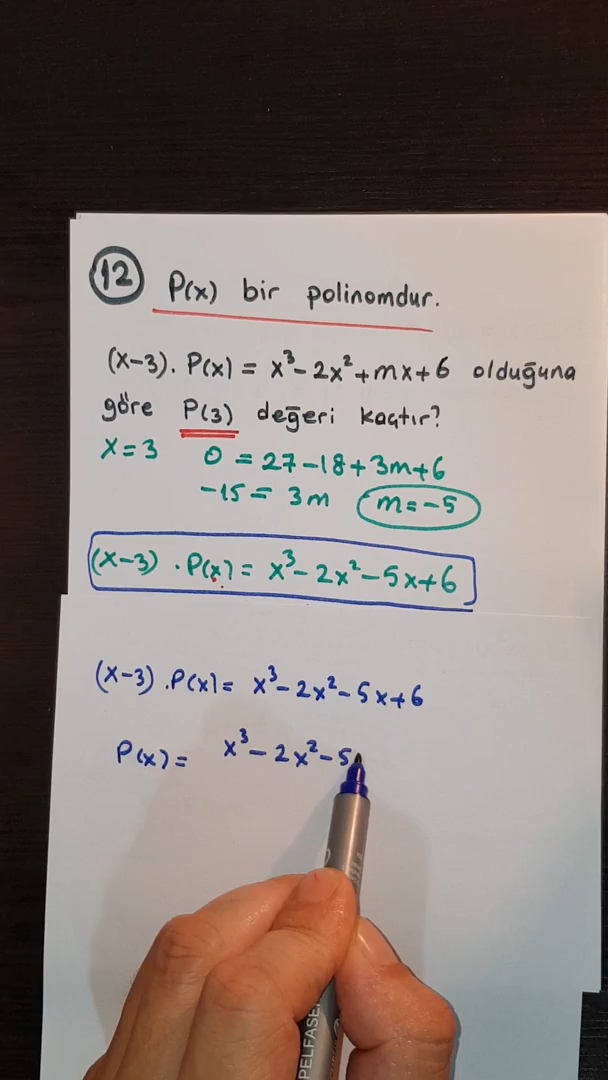 12 P(x) bir polinomdur.
(x-3). P(x) = x³-2x²+mx+6 olduğuna
göre P(3) değeri kaçtır?
x=3 0 = 27-18+3m+6
-15 = 3m m=-5
(x-3) . P(x) = x³-2x²-5x+6
(x-3) . P(x) = x³-2x²-5x+6
P(x) = x³-2x²-5